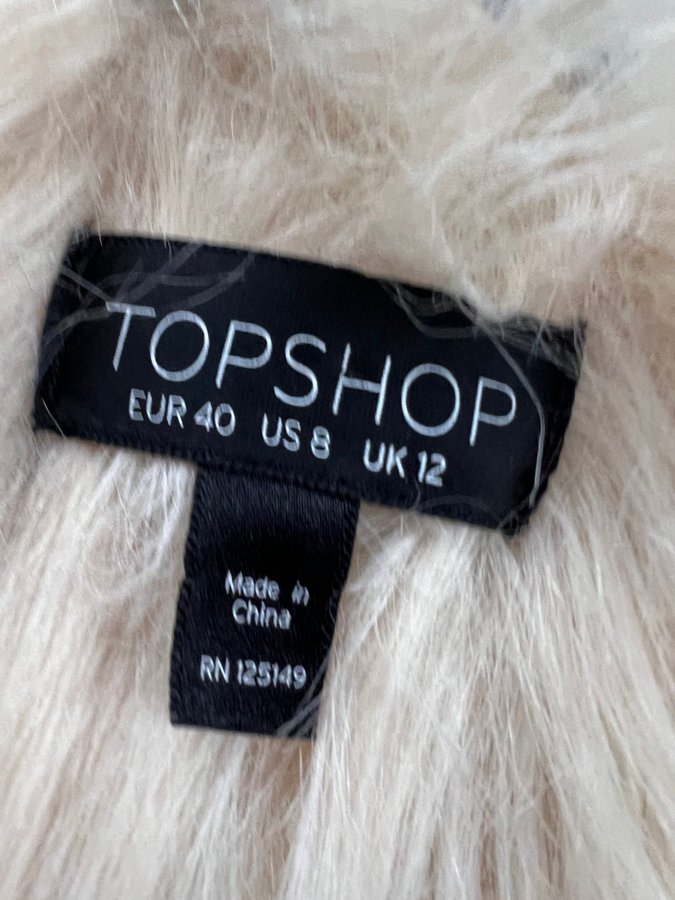 TOPSHOP
EUR 40 US 8 UK 12
Made in
China
RN 125149